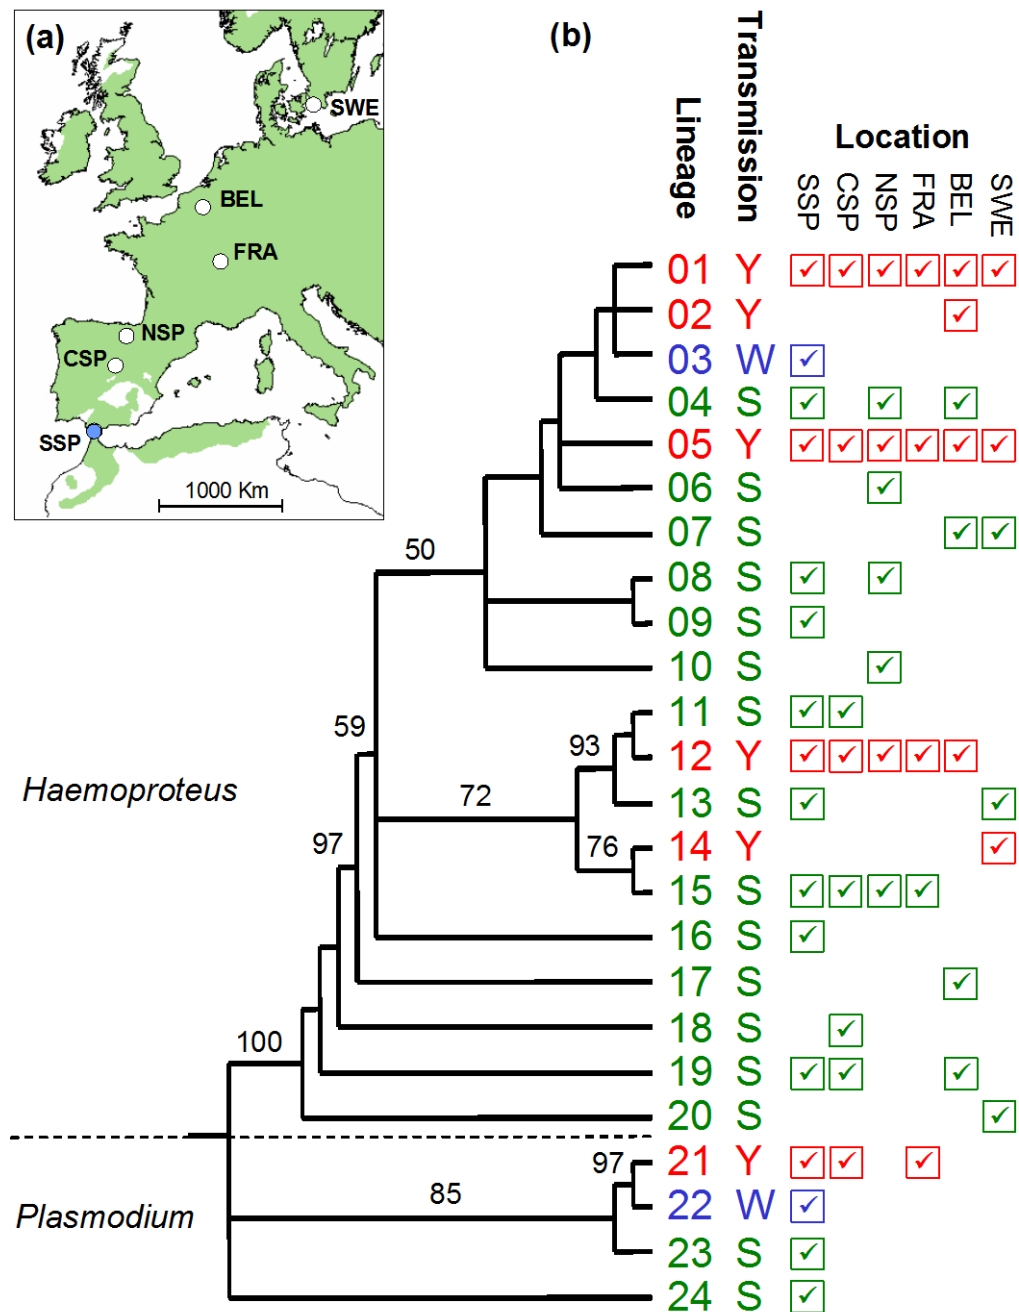 (a)
SWE
BEL
FRA
NSP
CSP
SSP
1000 Km
(b)
Lineage
Transmission
Location
SSP
CSP
NSP
FRA
BEL
SWE
01 Y ✓ ✓ ✓ ✓ ✓ ✓
02 Y ✓
03 W ✓
04 S ✓ ✓ ✓
05 Y ✓ ✓ ✓ ✓ ✓ ✓
06 S ✓
07 S ✓ ✓
50
08 S ✓ ✓
09 S ✓
10 S ✓
11 S ✓ ✓
59
93
12 Y ✓ ✓ ✓ ✓ ✓
Haemoproteus
72
13 S ✓ ✓
97
76
14 Y ✓
15 S ✓ ✓ ✓ ✓
16 S ✓
17 S ✓
18 S ✓
100
19 S ✓ ✓ ✓
20 S ✓
97
21 Y ✓ ✓ ✓
85
22 W ✓
Plasmodium
23 S ✓
24 S ✓